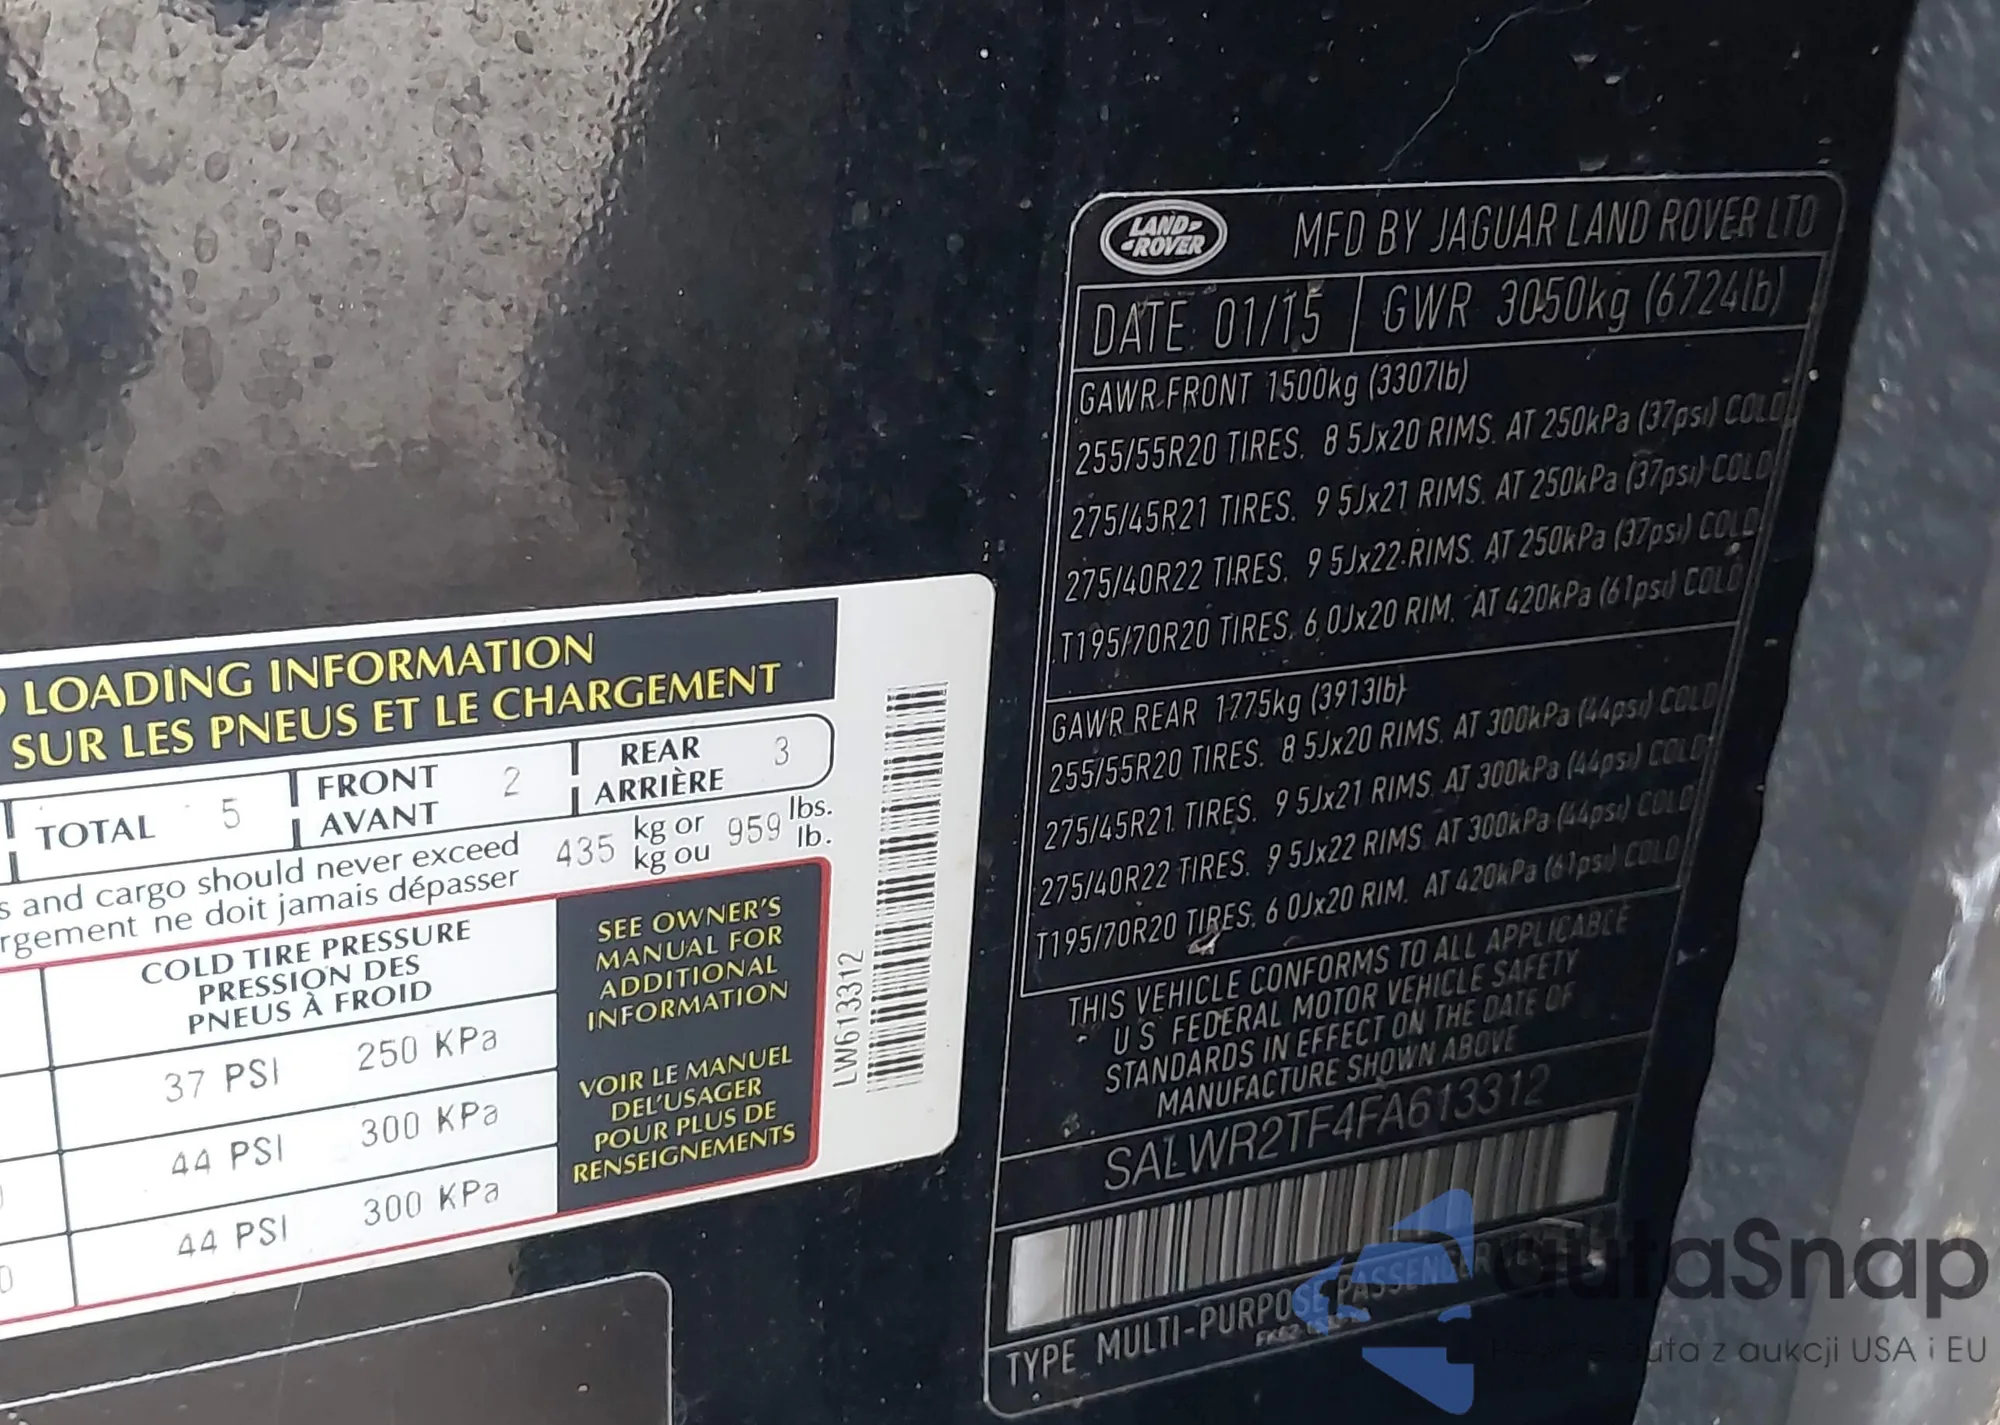 LOADING INFORMATION
SUR LES PNEUS ET LE CHARGEMENT
TOTAL 5 FRONT AVANT 2 REAR ARRIÈRE 3
and cargo should never exceed 435 kg or 959 lbs.
ne doit jamais dépasser kg ou lb.
COLD TIRE PRESSURE
PRESSION DES
PNEUS À FROID
37 PSI 250 KPa
44 PSI 300 KPa
44 PSI 300 KPa
SEE OWNER'S
MANUAL FOR
ADDITIONAL
INFORMATION
VOIR LE MANUEL
DEL'USAGER
POUR PLUS DE
RENSEIGNEMENTS
LW613312
LAND-
-ROVER
MFD BY JAGUAR LAND ROVER LTD
DATE: 01/15 GWR 3050kg (6724lb)
GAWR FRONT 1500kg (3307lb)
255/55R20 TIRES. 8 5Jx20 RIMS. AT 250kPa (37psi) COLD
275/45R21 TIRES. 9 5Jx21 RIMS. AT 250kPa (37psi) COLD
275/40R22 TIRES. 9 5Jx22 RIMS. AT 250kPa (37psi) COLD
T195/70R20 TIRES. 6.0Jx20 RIM. AT 420kPa (61psi) COLD
GAWR REAR 1775kg (3913lb)
255/55R20 TIRES. 8 5Jx20 RIMS. AT 300kPa (44psi) COLD
275/45R21 TIRES. 9 5Jx21 RIMS. AT 300kPa (44psi) COLD
275/40R22 TIRES. 9 5Jx22 RIMS AT 300kPa (44psi) COLD
T195/70R20 TIRES. 6 0Jx20 RIM. AT 420kPa (61psi) COLD
THIS VEHICLE CONFORMS TO ALL APPLICABLE
U S FEDERAL MOTOR VEHICLE SAFETY
STANDARDS IN EFFECT ON THE DATE OF
MANUFACTURE SHOWN ABOVE
SALWR2TF4FA613312
TYPE MULTI-PURPOSE PASSENGER
autaSnap
auta z aukcji USA i EU